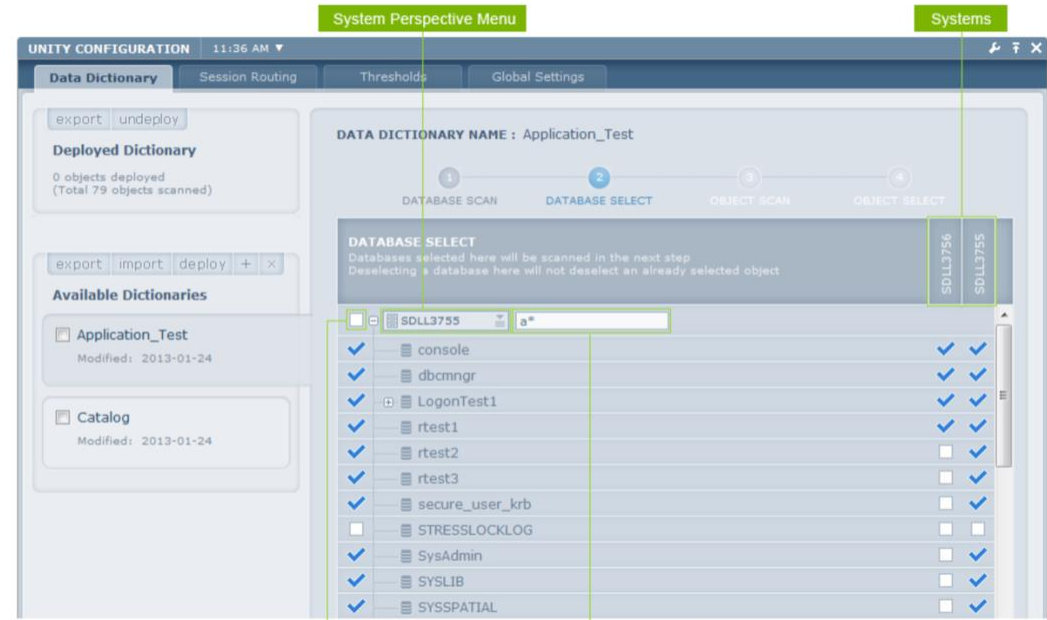 System Perspective Menu
Systems
UNITY CONFIGURATION 11:36 AM ▼
Data Dictionary
Session Routing
Thresholds
Global Settings
export undeploy
Deployed Dictionary
0 objects deployed
(Total 79 objects scanned)
export import deploy + ×
Available Dictionaries
Application_Test
Modified: 2013-01-24
Catalog
Modified: 2013-01-24
DATA DICTIONARY NAME : Application_Test
1
2
3
4
DATABASE SCAN
DATABASE SELECT
OBJECT SCAN
OBJECT SELECT
DATABASE SELECT
Databases selected here will be scanned in the next step
Deselecting a database here will not deselect an already selected object
SDLL3756
SDLL3755
SDLL3755
a*
console
dbcmngr
LogonTest1
rtest1
rtest2
rtest3
secure_user_krb
STRESSLOCKLOG
SysAdmin
SYSLIB
SYSSPATIAL